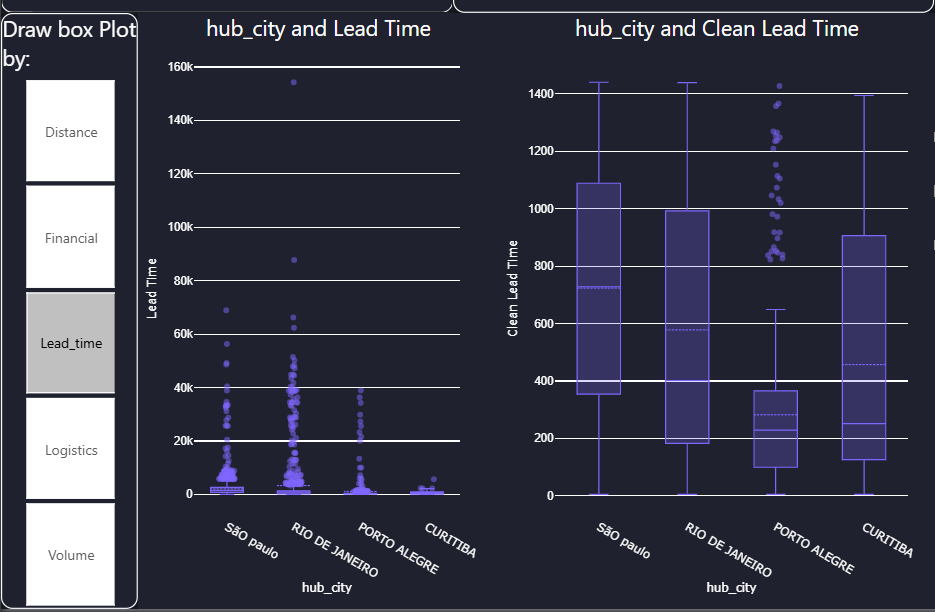 Draw box Plot
by:
Distance
Financial
Lead_time
Logistics
Volume
hub_city and Lead Time
160k
140k
120k
100k
80k
60k
40k
20k
0
Lead Time
São paulo
RIO DE JANEIRO
PORTO ALEGRE
CURITIBA
hub_city
hub_city and Clean Lead Time
1400
1200
1000
800
600
400
200
0
Clean Lead Time
São paulo
RIO DE JANEIRO
PORTO ALEGRE
CURITIBA
hub_city